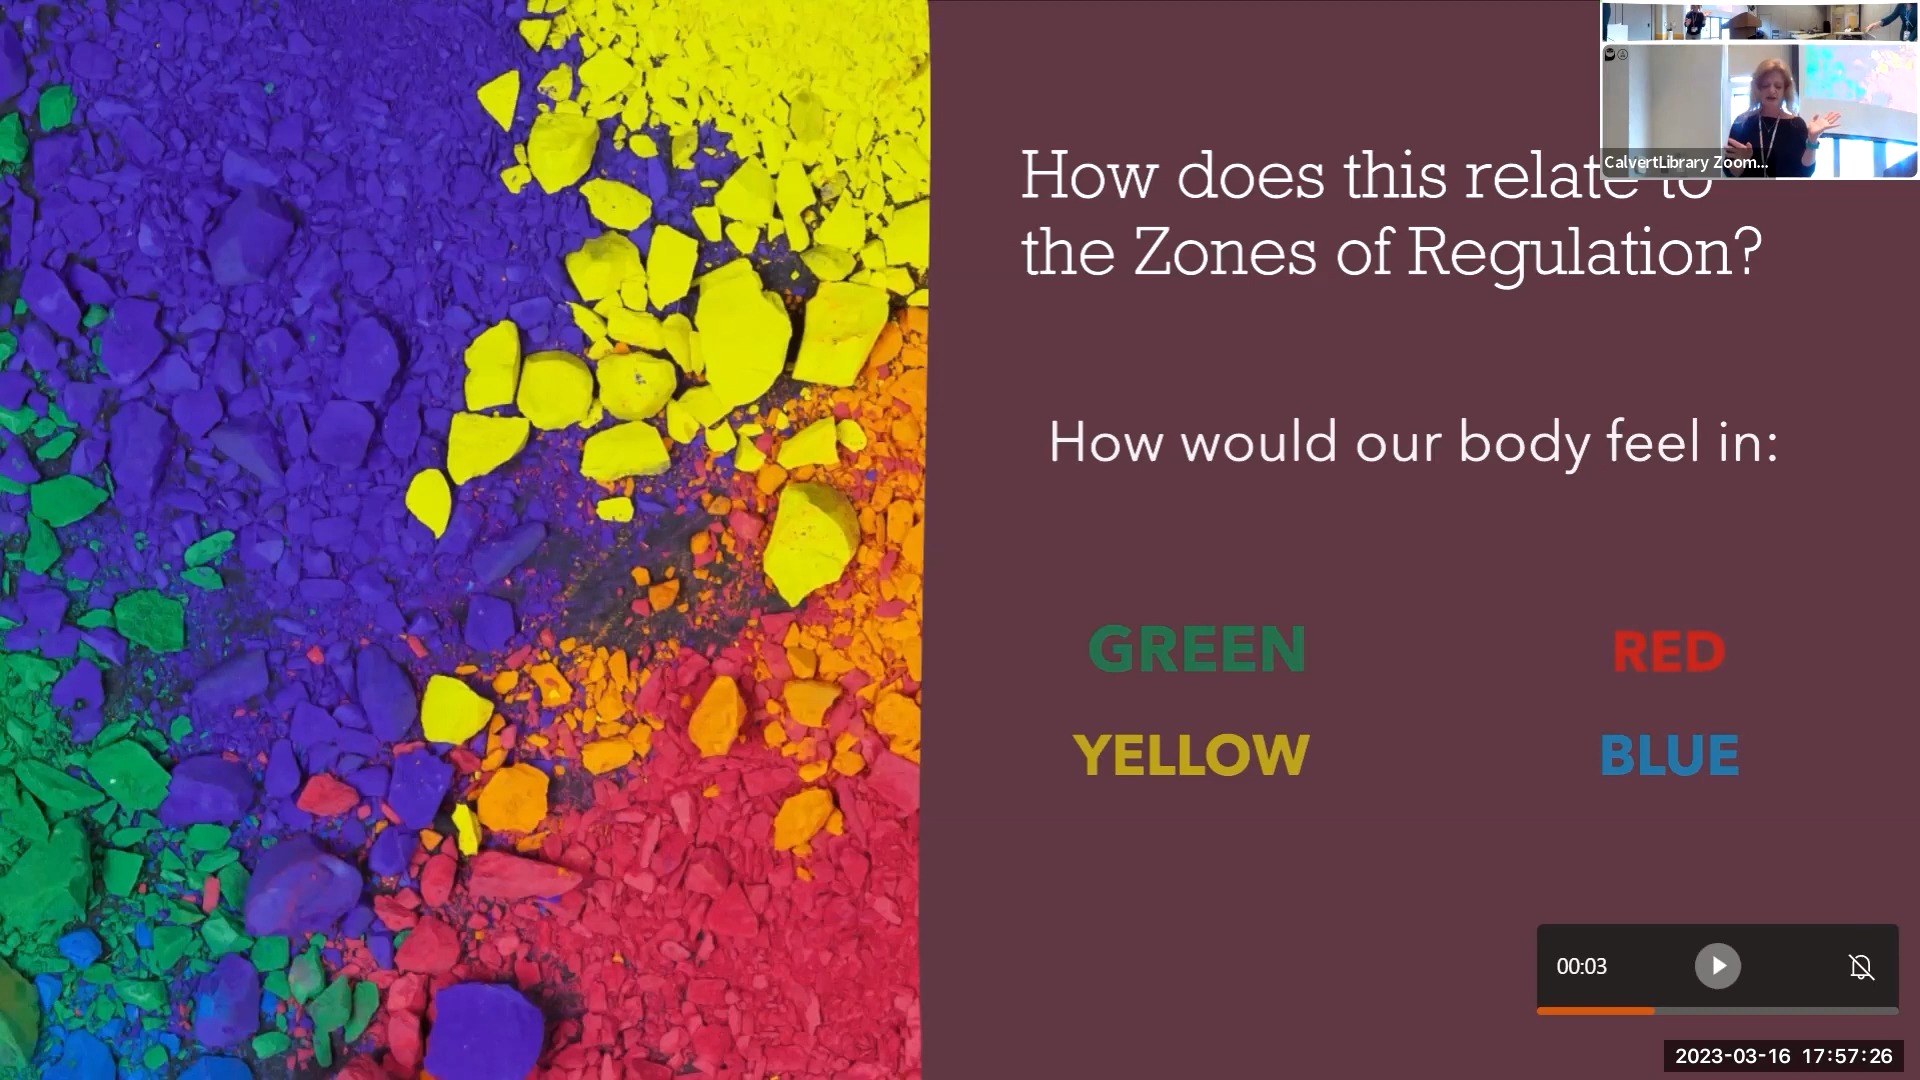 CalvertLibrary Zoom...
How does this relate to
the Zones of Regulation?
How would our body feel in:
GREEN
RED
YELLOW
BLUE
00:03
2023-03-16 17:57:26